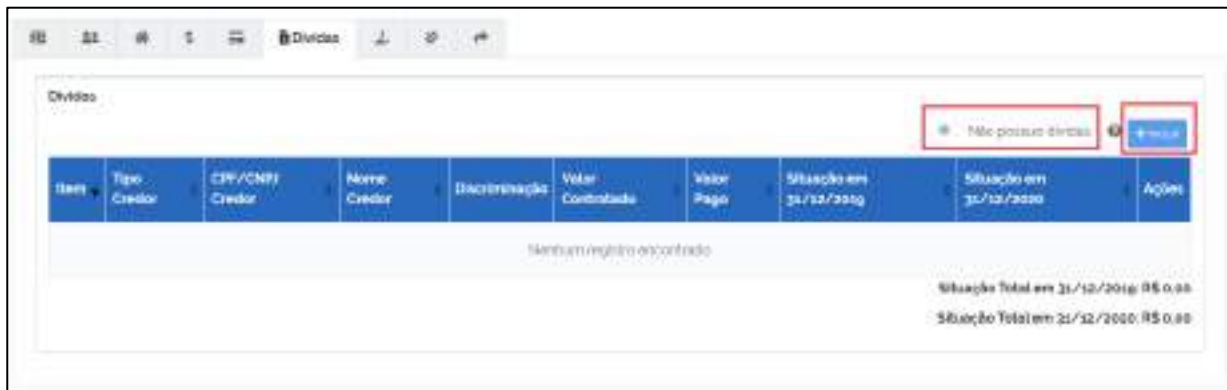 Dívidas
Dívidas
Não possuo dívidas
Item Tipo Credor CPF/CNPJ Credor Nome Credor Discriminação Valor Contratado Valor Pago Situação em 31/12/2019 Situação em 31/12/2020 Ações
Nenhum registro encontrado
Situação Total em 31/12/2019: R$ 0,00
Situação Total em 31/12/2020: R$ 0,00